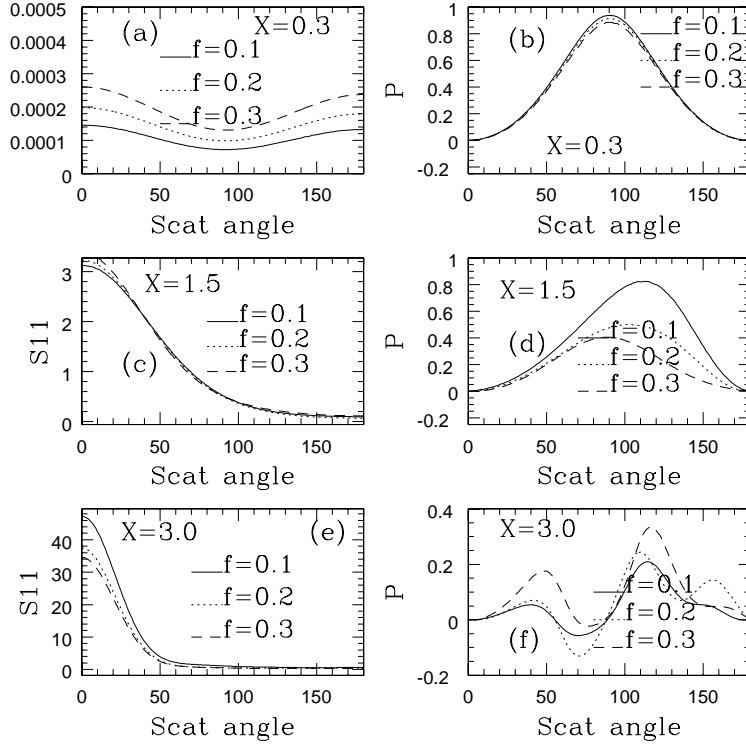 0.0005
0.0004
0.0003
0.0002
0.0001
0
(a)
X=0.3
f=0.1
f=0.2
f=0.3
0
50
100
150
Scat angle
1
0.8
0.6
0.4
0.2
0
-0.2
P
(b)
f=0.1
f=0.2
f=0.3
X=0.3
0
50
100
150
Scat angle
3
2
1
0
S11
X=1.5
(c)
f=0.1
f=0.2
f=0.3
0
50
100
150
Scat angle
1
0.8
0.6
0.4
0.2
0
-0.2
P
X=1.5
(d)
f=0.1
f=0.2
f=0.3
0
50
100
150
Scat angle
40
30
20
10
0
S11
X=3.0
(e)
f=0.1
f=0.2
f=0.3
0
50
100
150
Scat angle
0.4
0.2
0
-0.2
P
X=3.0
(f)
f=0.1
f=0.2
f=0.3
0
50
100
150
Scat angle